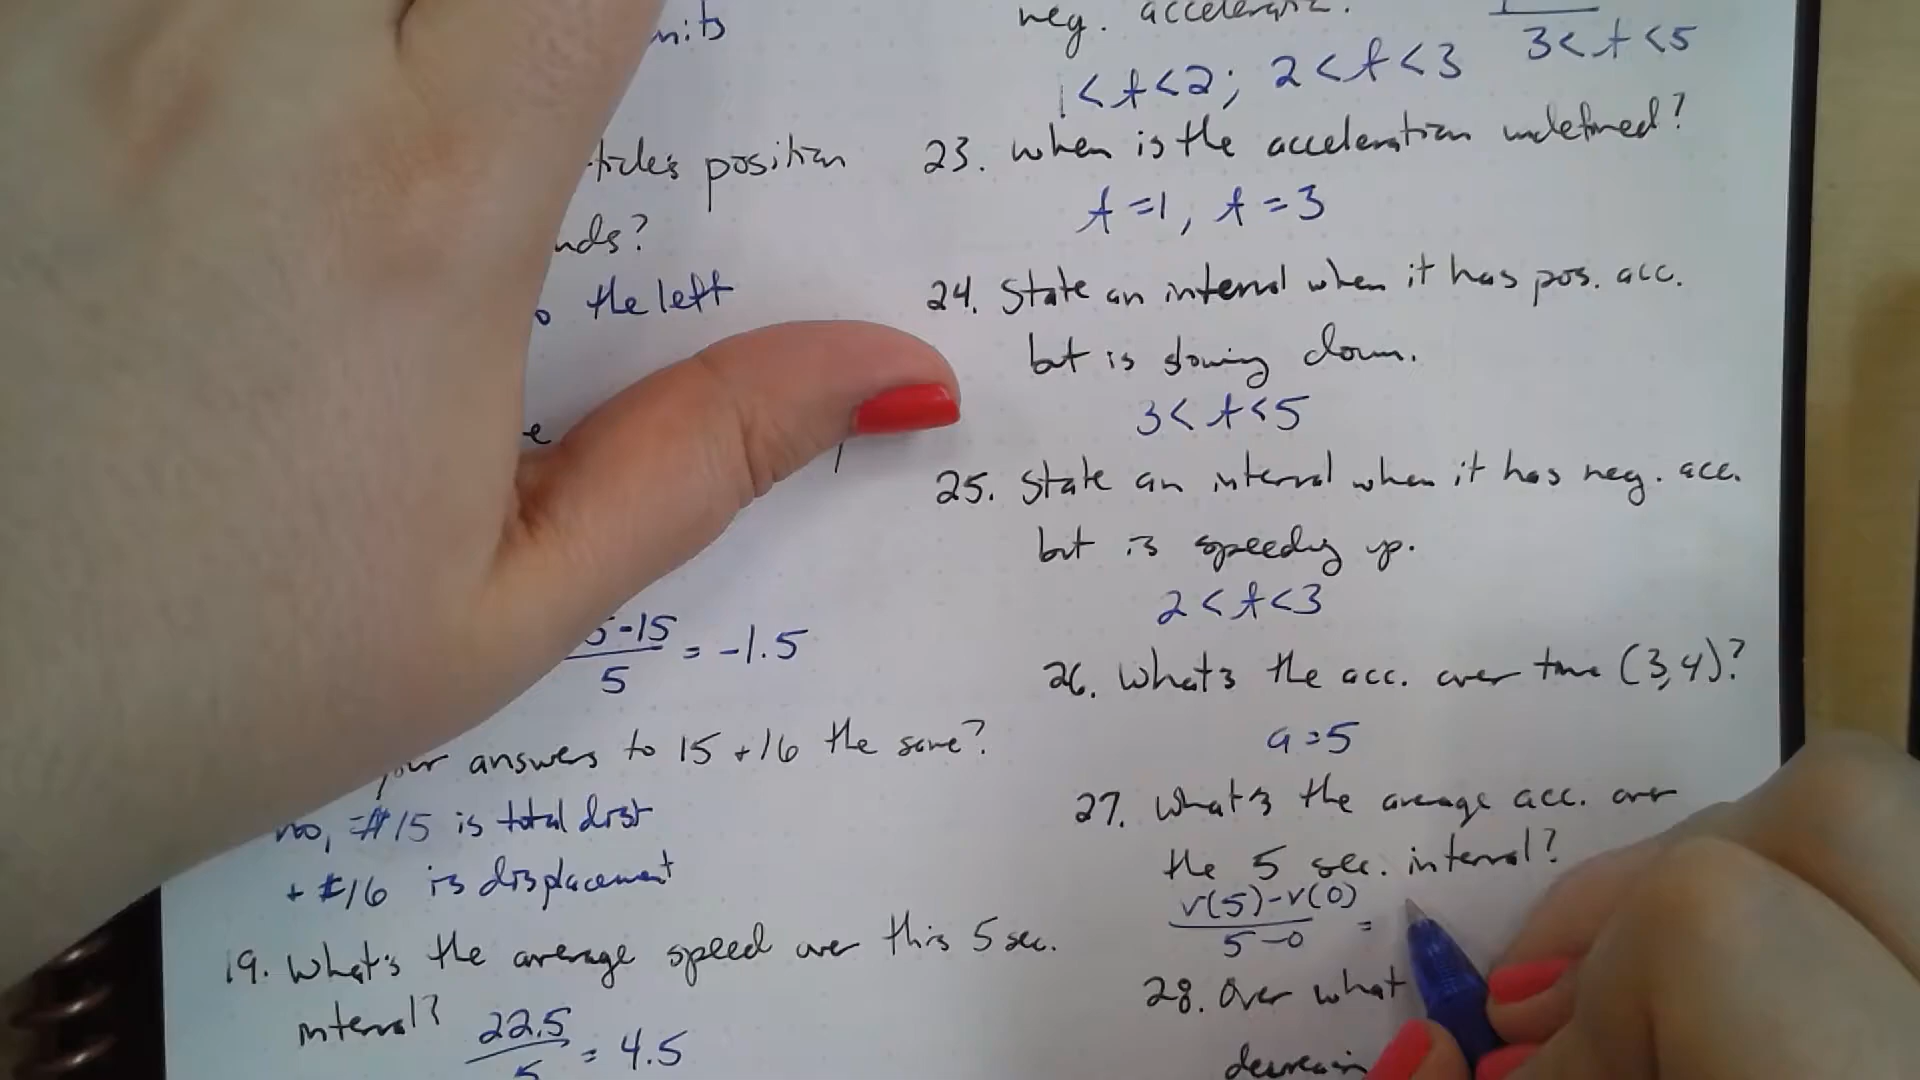 nits
ticles position
nds?
the left
e
5-15
5 = -1.5
your answers to 15 + 16 the same?
no, #15 is total dist
+ #16 is displacement
19. What's the average speed over this 5 sec.
interval?
22.5
5 = 4.5
neg. acceleration.
3<t<5
1<t<2; 2<t<3
23. when is the acceleration undefined?
t=1, t=3
24. State an interval when it has pos. acc.
but is slowing down.
3<t<5
25. State an interval when it has neg. acc.
but is speeding up.
2<t<3
26. What's the acc. over time (3,4)?
a=5
27. What's the average acc. over
the 5 sec. interval?
v(5)-v(0)
5-0 =
28. Over what
decreasin